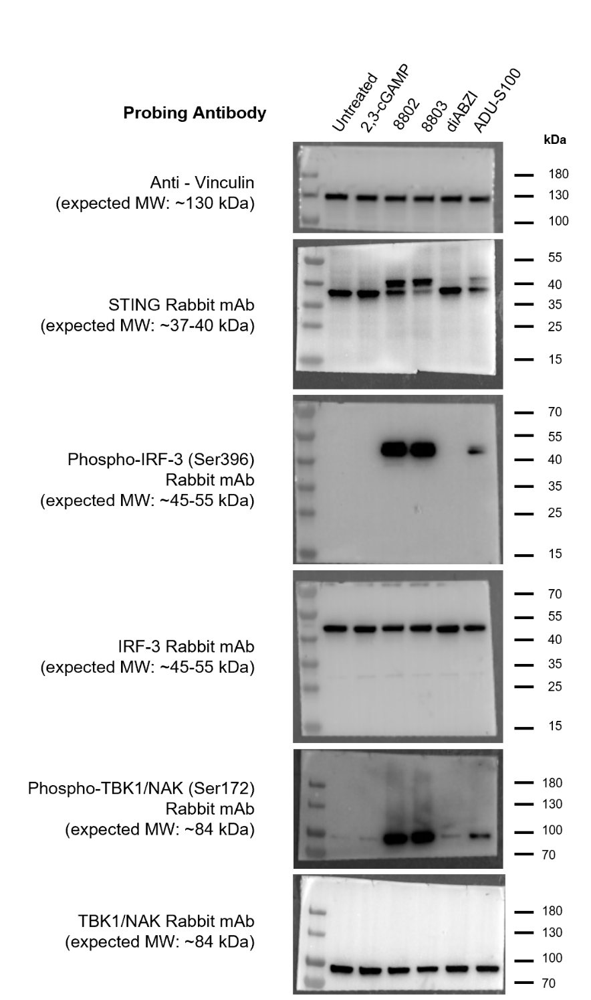 Probing Antibody
Untreated
2,3-cGAMP
8802
8803
diABZI
ADU-S100
kDa
Anti - Vinculin
(expected MW: ~130 kDa)
180
130
100
STING Rabbit mAb
(expected MW: ~37-40 kDa)
55
40
35
25
15
Phospho-IRF-3 (Ser396)
Rabbit mAb
(expected MW: ~45-55 kDa)
70
55
40
35
25
15
IRF-3 Rabbit mAb
(expected MW: ~45-55 kDa)
70
55
40
35
25
15
Phospho-TBK1/NAK (Ser172)
Rabbit mAb
(expected MW: ~84 kDa)
180
130
100
70
TBK1/NAK Rabbit mAb
(expected MW: ~84 kDa)
180
130
100
70